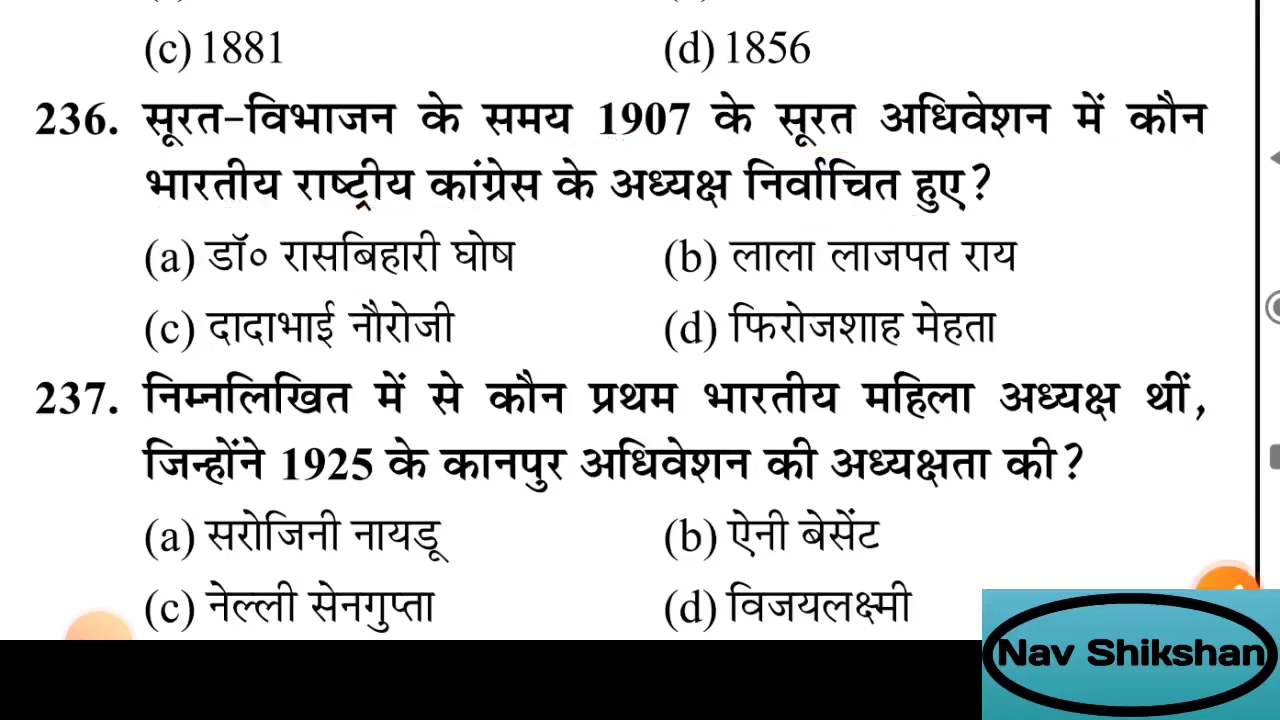 (c) 1881 (d) 1856
236. सूरत-विभाजन के समय 1907 के सूरत अधिवेशन में कौन
भारतीय राष्ट्रीय कांग्रेस के अध्यक्ष निर्वाचित हुए?
(a) डॉ० रासबिहारी घोष (b) लाला लाजपत राय
(c) दादाभाई नौरोजी (d) फिरोजशाह मेहता
237. निम्नलिखित में से कौन प्रथम भारतीय महिला अध्यक्ष थीं,
जिन्होंने 1925 के कानपुर अधिवेशन की अध्यक्षता की?
(a) सरोजिनी नायडू (b) ऐनी बेसेंट
(c) नेल्ली सेनगुप्ता (d) विजयलक्ष्मी
Nav Shikshan